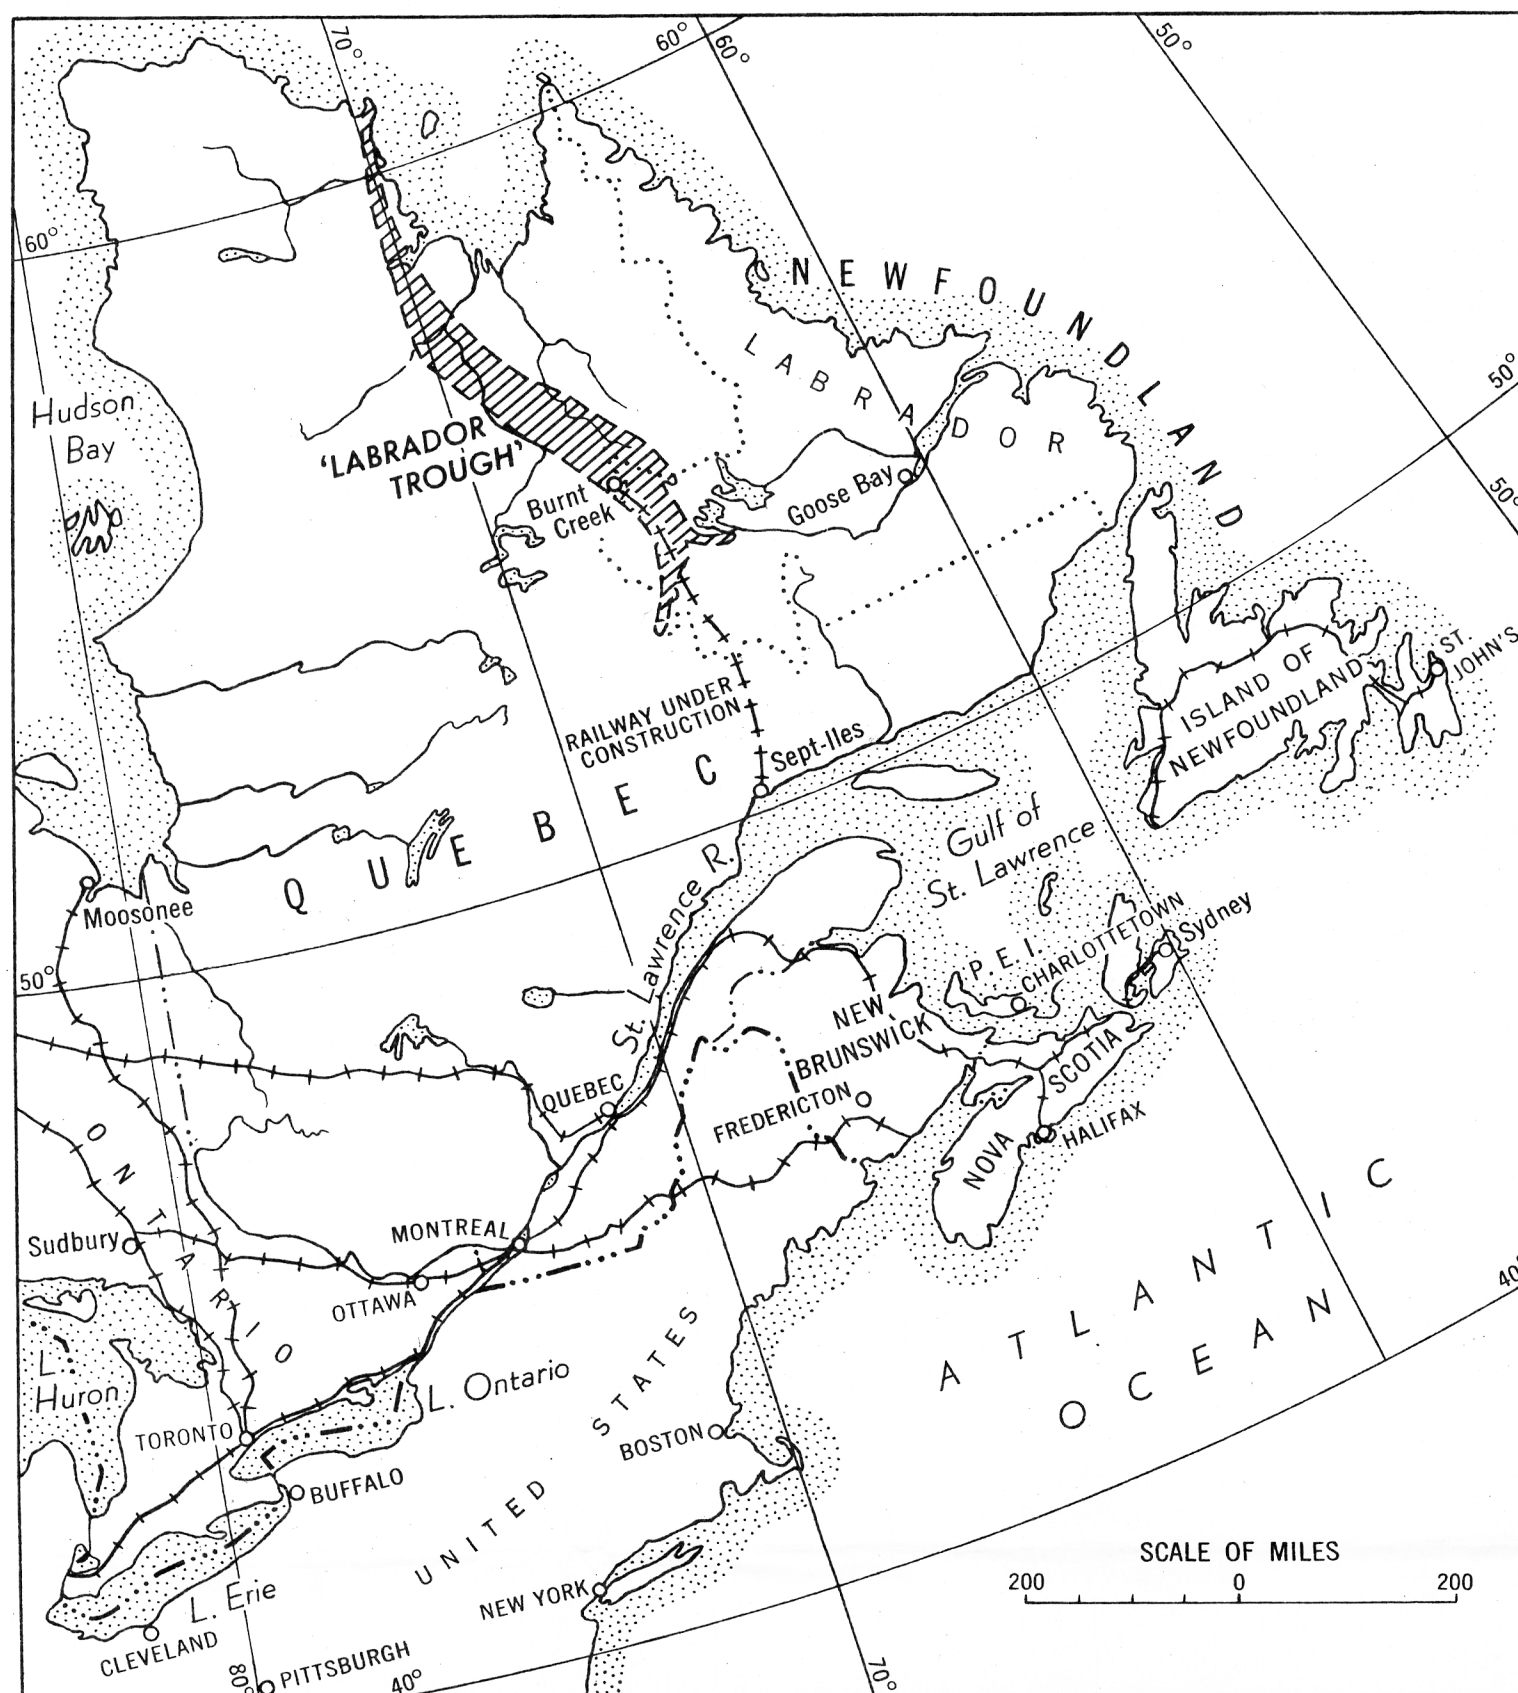 70°
60°
60°
50°
60°
NEWFOUNDLAND
LABRADOR
50°
50°
Hudson
Bay
'LABRADOR
TROUGH'
Burnt
Creek
Goose Bay
ST.
JOHN'S
ISLAND OF
NEWFOUNDLAND
RAILWAY UNDER
CONSTRUCTION
Sept-Iles
QUEBEC
Gulf of
St. Lawrence
St. Lawrence R.
Moosonee
50°
P. E. I.
CHARLOTTETOWN
Sydney
NEW
BRUNSWICK
NOVA SCOTIA
FREDERICTON
HALIFAX
QUEBEC
ONTARIO
Sudbury
MONTREAL
OTTAWA
ATLANTIC
OCEAN
40°
L.
Huron
L. Ontario
TORONTO
BUFFALO
UNITED STATES
BOSTON
NEW YORK
L. Erie
CLEVELAND
PITTSBURGH
80°
40°
70°
SCALE OF MILES
200 0 200